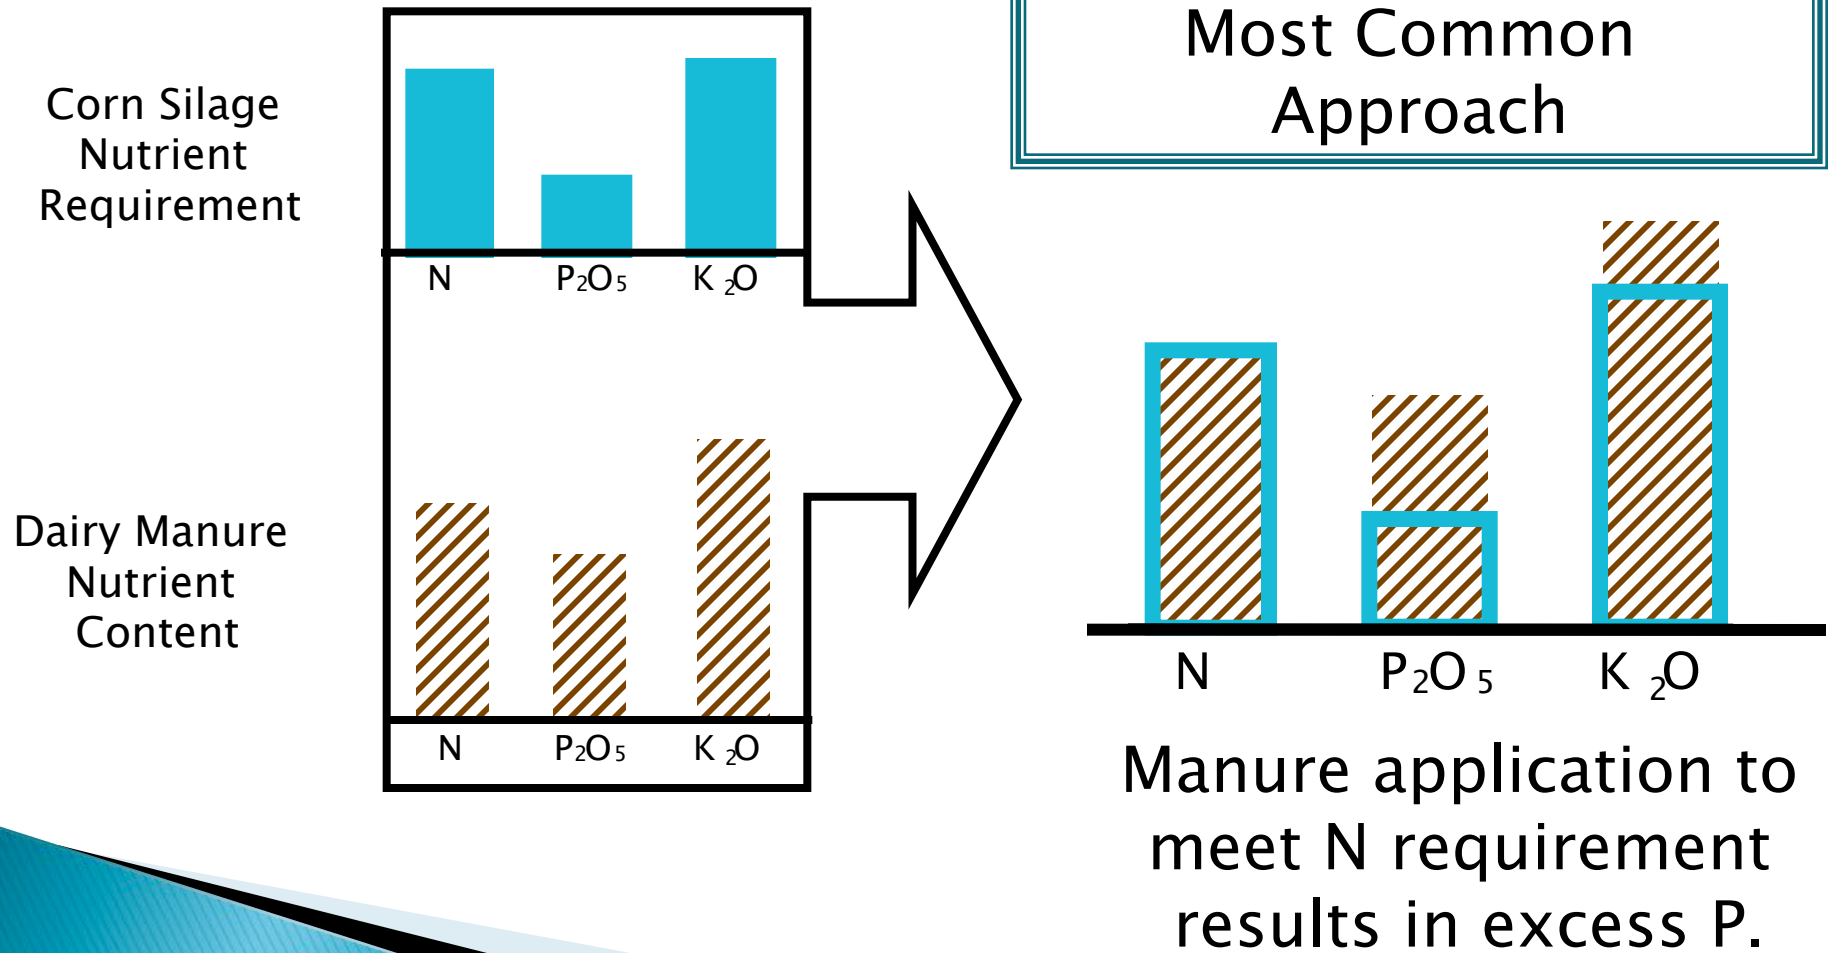 Most Common
Approach
Corn Silage
Nutrient
Requirement
N P₂O₅ K ₂O
Dairy Manure
Nutrient
Content
N P₂O₅ K ₂O
N P₂O ₅ K ₂O
Manure application to
meet N requirement
results in excess P.